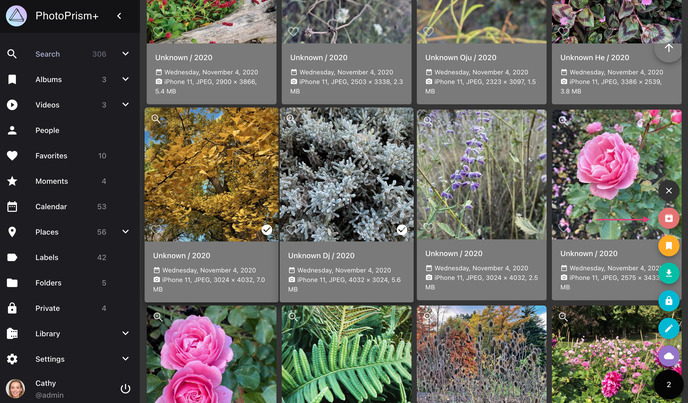 PhotoPrism+
Search 306
Albums 3
Videos 3
People
Favorites 10
Moments 4
Calendar 53
Places 56
Labels 42
Folders 5
Private 4
Library
Settings
Cathy
@admin
Unknown / 2020
Wednesday, November 4, 2020
iPhone 11, JPEG, 2900 × 3866,
5.4 MB
Unknown / 2020
Wednesday, November 4, 2020
iPhone 11, JPEG, 2503 × 3338, 2.3
MB
Unknown Oju / 2020
Wednesday, November 4, 2020
iPhone 11, JPEG, 2323 × 3097, 1.5
MB
Unknown He / 2020
Wednesday, November 4, 2020
iPhone 11, JPEG, 3386 × 2539,
3.8 MB
Unknown / 2020
Wednesday, November 4, 2020
iPhone 11, JPEG, 3024 × 4032, 7.0
MB
Unknown Dj / 2020
Wednesday, November 4, 2020
iPhone 11, JPEG, 4032 × 3024, 5.6
MB
Unknown / 2020
Wednesday, November 4, 2020
iPhone 11, JPEG, 3024 × 4032, 2.5
MB
Unknown / 2020
Wednesday, November 4, 2020
iPhone 11, JPEG, 2575 ×
MB
2